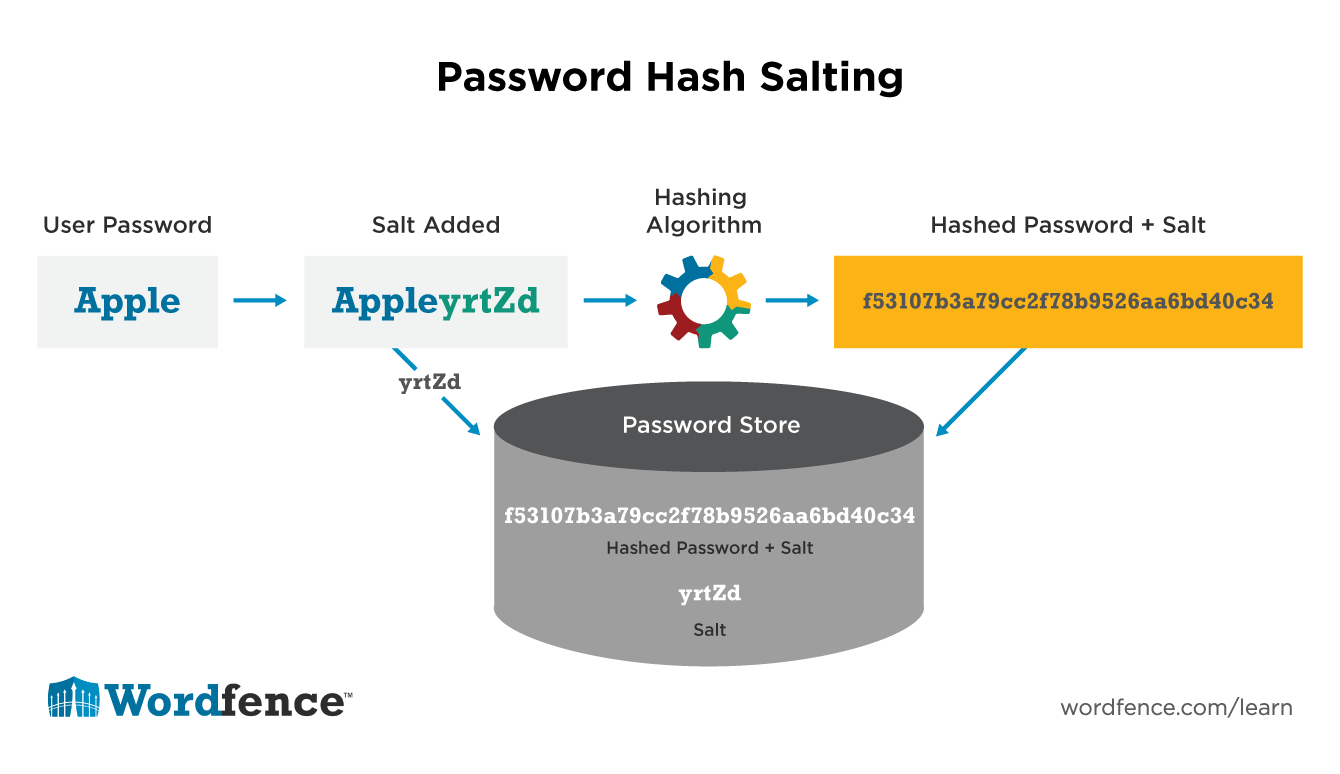 Password Hash Salting
User Password
Salt Added
Hashing
Algorithm
Hashed Password + Salt
Apple
AppleyrtZd
f53107b3a79cc2f78b9526aa6bd40c34
yrtZd
Password Store
f53107b3a79cc2f78b9526aa6bd40c34
Hashed Password + Salt
yrtZd
Salt
Wordfence™
wordfence.com/learn